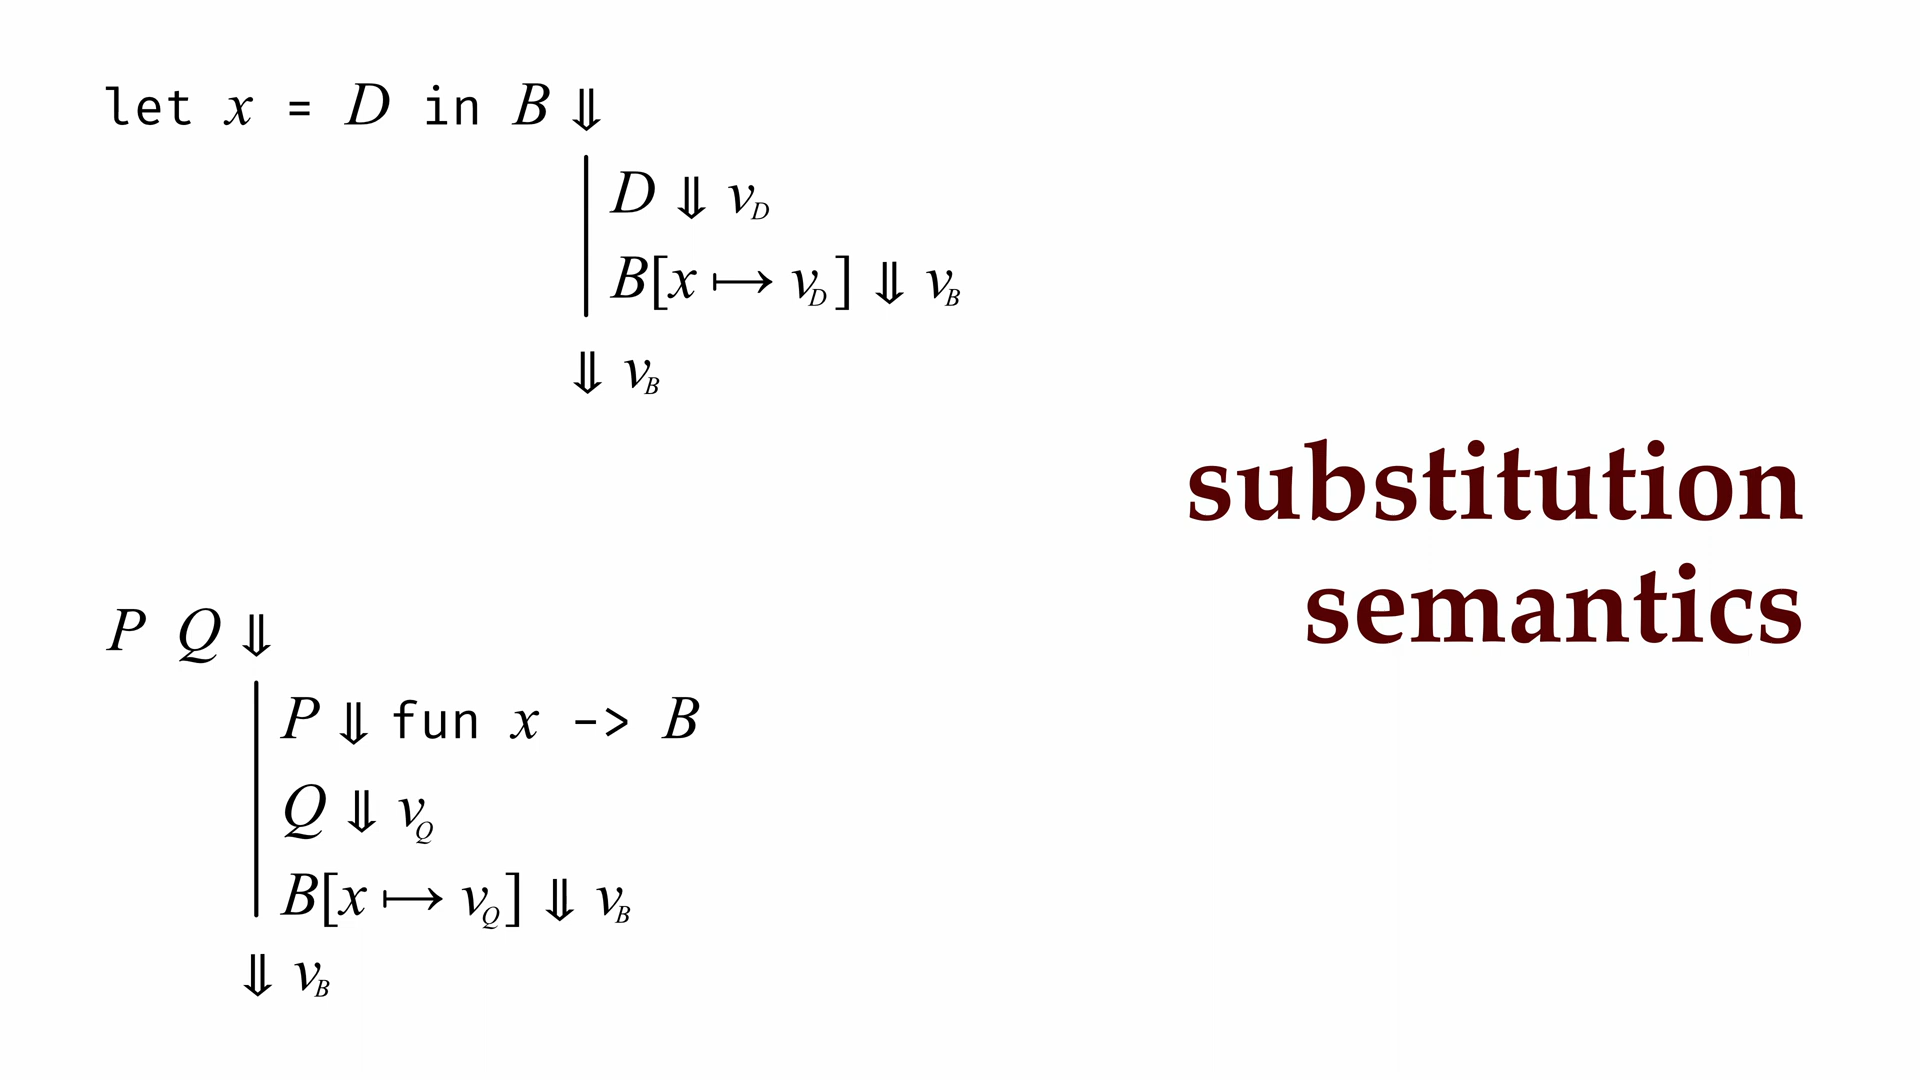 let x = D in B ⇓
D ⇓ v_D
B[x ↦ v_D] ⇓ v_B
⇓ v_B
substitution
semantics
P Q ⇓
P ⇓ fun x -> B
Q ⇓ v_Q
B[x ↦ v_Q] ⇓ v_B
⇓ v_B